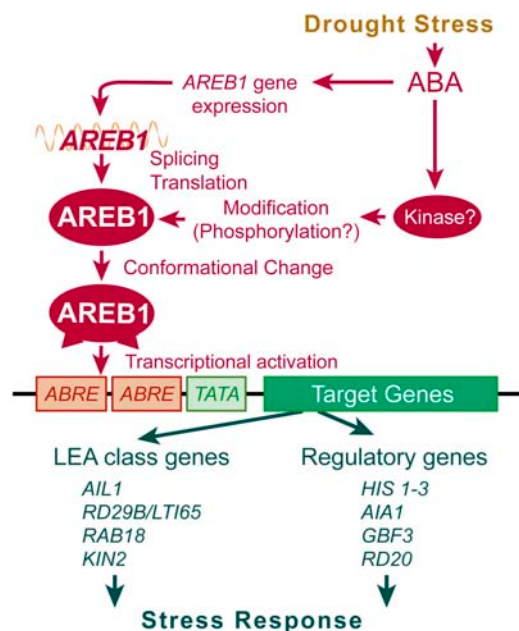 Drought Stress
ABA
AREB1 gene
expression
AREB1
Splicing
Translation
AREB1
Modification
(Phosphorylation?)
Kinase?
Conformational Change
AREB1
Transcriptional activation
ABRE ABRE TATA Target Genes
LEA class genes
AIL1
RD29B/LTI65
RAB18
KIN2
Regulatory genes
HIS 1-3
AIA1
GBF3
RD20
Stress Response